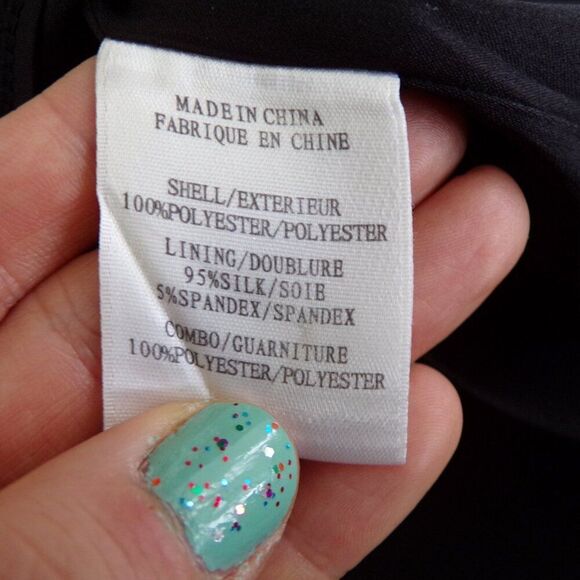 MADE IN CHINA
FABRIQUE EN CHINE
SHELL/EXTERIEUR
100%POLYESTER/POLYESTER
LINING/DOUBLURE
95%SILK/SOIE
5%SPANDEX/SPANDEX
COMBO/GUARNITURE
100%POLYESTER/POLYESTER